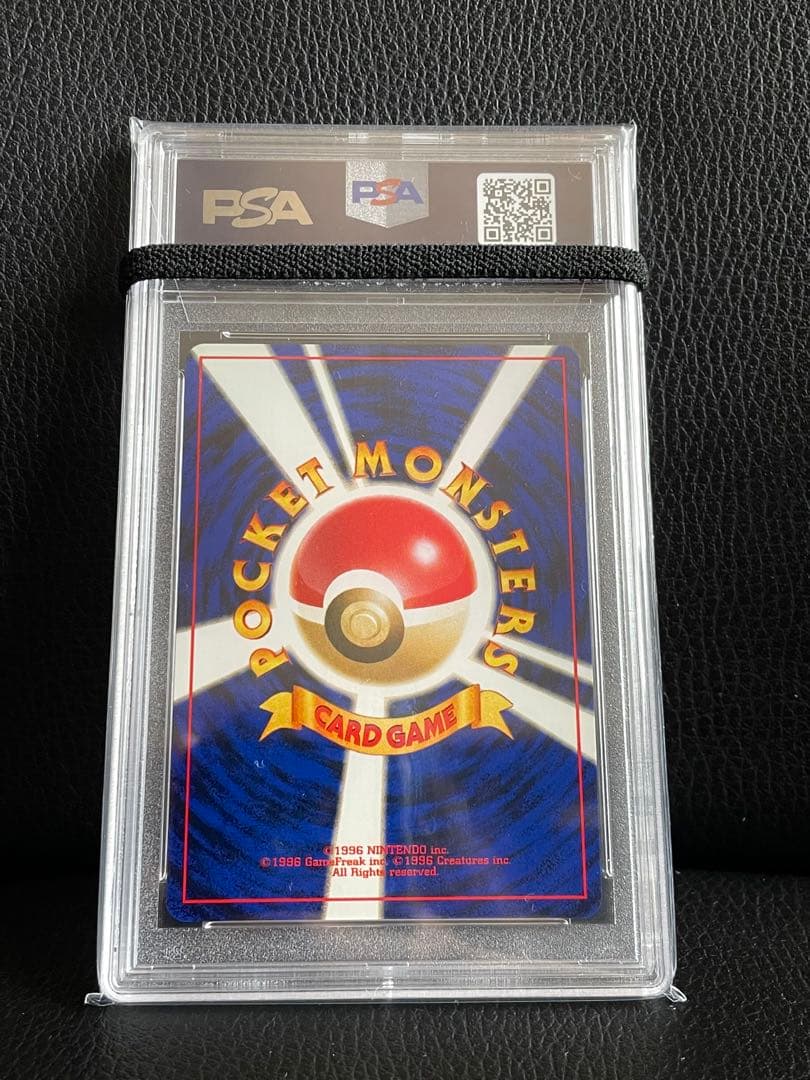 PSA PSA
POCKET MONSTERS
CARD GAME
©1996 NINTENDO inc.
©1996 GameFreak inc. ©1996 Creatures inc.
All Rights reserved.